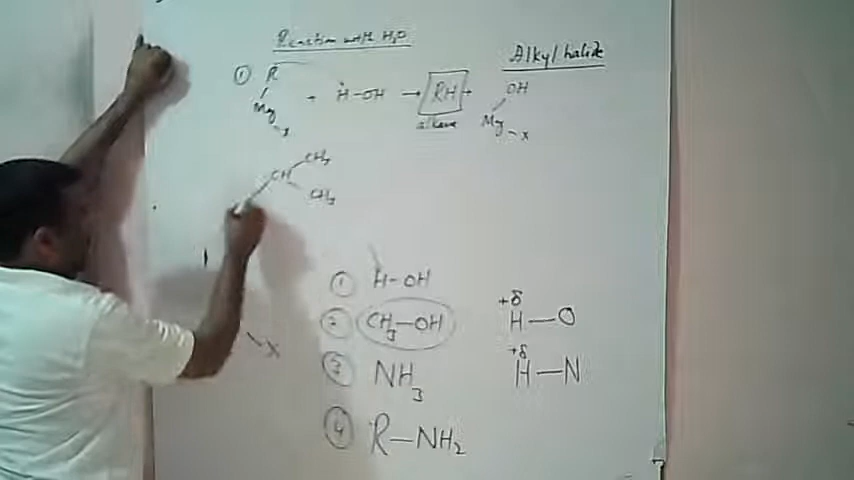 Reaction with H2O
Alkyl halide
① R
Mg
x
+ H-OH → RH +
alkane
OH
Mg
x
CH3
CH
CH3
① H-OH
② CH3-OH
+δ
H-O
③ NH3
+δ
H-N
④ R-NH2
x